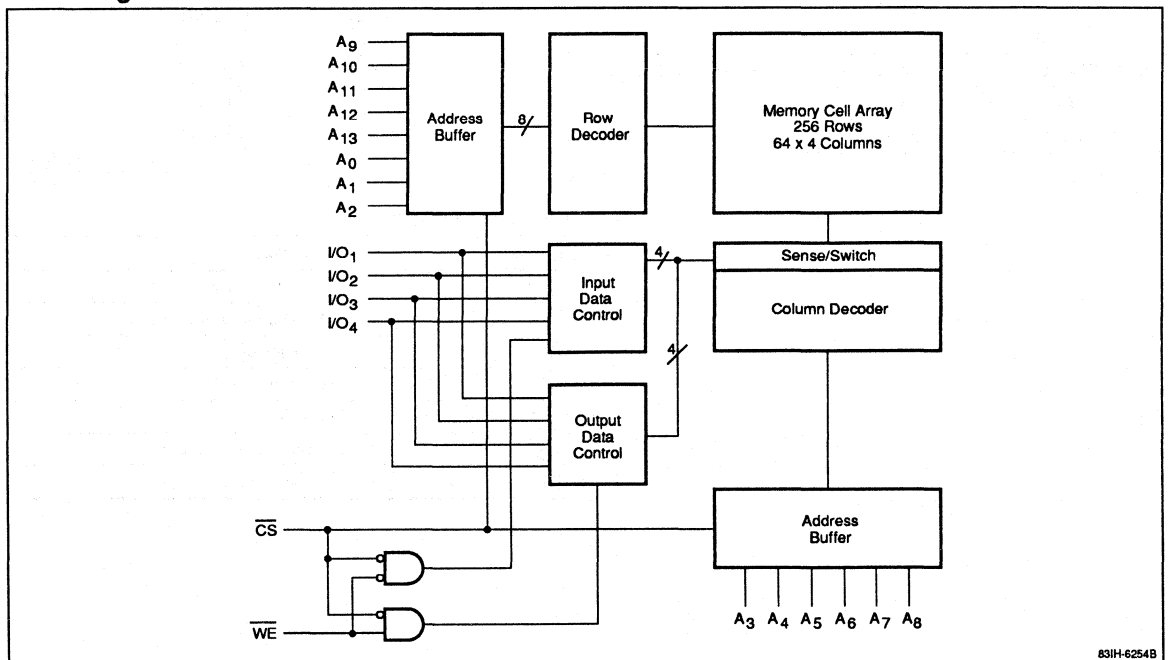 A9
A10
A11
A12
A13
A0
A1
A2
Address
Buffer
8
Row
Decoder
Memory Cell Array
256 Rows
64 x 4 Columns
I/O1
I/O2
I/O3
I/O4
Input
Data
Control
4
Sense/Switch
Column Decoder
4
Output
Data
Control
CS
WE
Address
Buffer
A3 A4 A5 A6 A7 A8
83IH-6254B